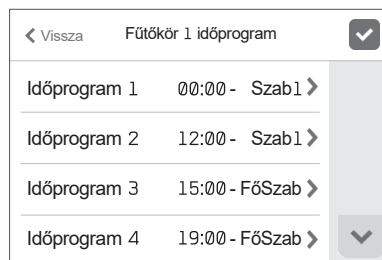 Vissza Fűtőkör 1 időprogram
Időprogram 1 00:00 - Szab1
Időprogram 2 12:00 - Szab1
Időprogram 3 15:00 - FőSzab
Időprogram 4 19:00 - FőSzab